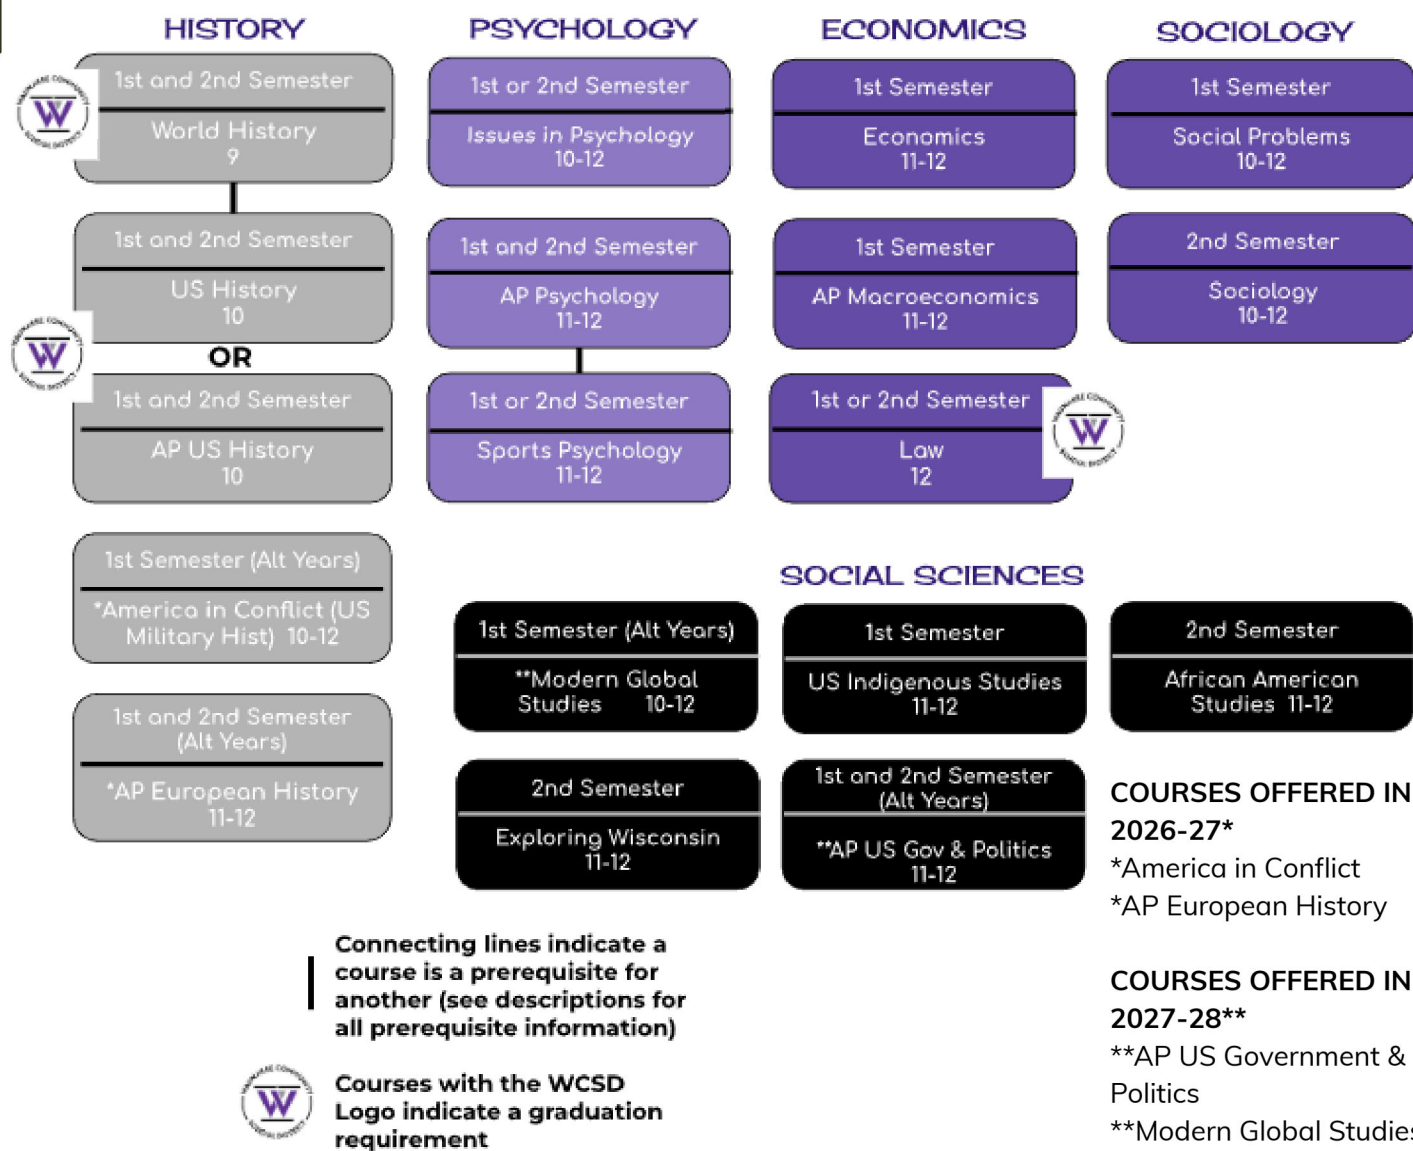 HISTORY
1st and 2nd Semester
World History
9
1st and 2nd Semester
US History
10
OR
1st and 2nd Semester
AP US History
10
1st Semester (Alt Years)
*America in Conflict (US
Military Hist) 10-12
1st and 2nd Semester
(Alt Years)
*AP European History
11-12
PSYCHOLOGY
1st or 2nd Semester
Issues in Psychology
10-12
1st and 2nd Semester
AP Psychology
11-12
1st or 2nd Semester
Sports Psychology
11-12
ECONOMICS
1st Semester
Economics
11-12
1st Semester
AP Macroeconomics
11-12
1st or 2nd Semester
Law
12
SOCIOLOGY
1st Semester
Social Problems
10-12
2nd Semester
Sociology
10-12
SOCIAL SCIENCES
1st Semester (Alt Years)
**Modern Global
Studies 10-12
1st Semester
US Indigenous Studies
11-12
2nd Semester
African American
Studies 11-12
2nd Semester
Exploring Wisconsin
11-12
1st and 2nd Semester
(Alt Years)
**AP US Gov & Politics
11-12
COURSES OFFERED IN
2026-27*
*America in Conflict
*AP European History
COURSES OFFERED IN
2027-28**
**AP US Government &
Politics
**Modern Global Studies
Connecting lines indicate a
course is a prerequisite for
another (see descriptions for
all prerequisite information)
W
Courses with the WCSD
Logo indicate a graduation
requirement